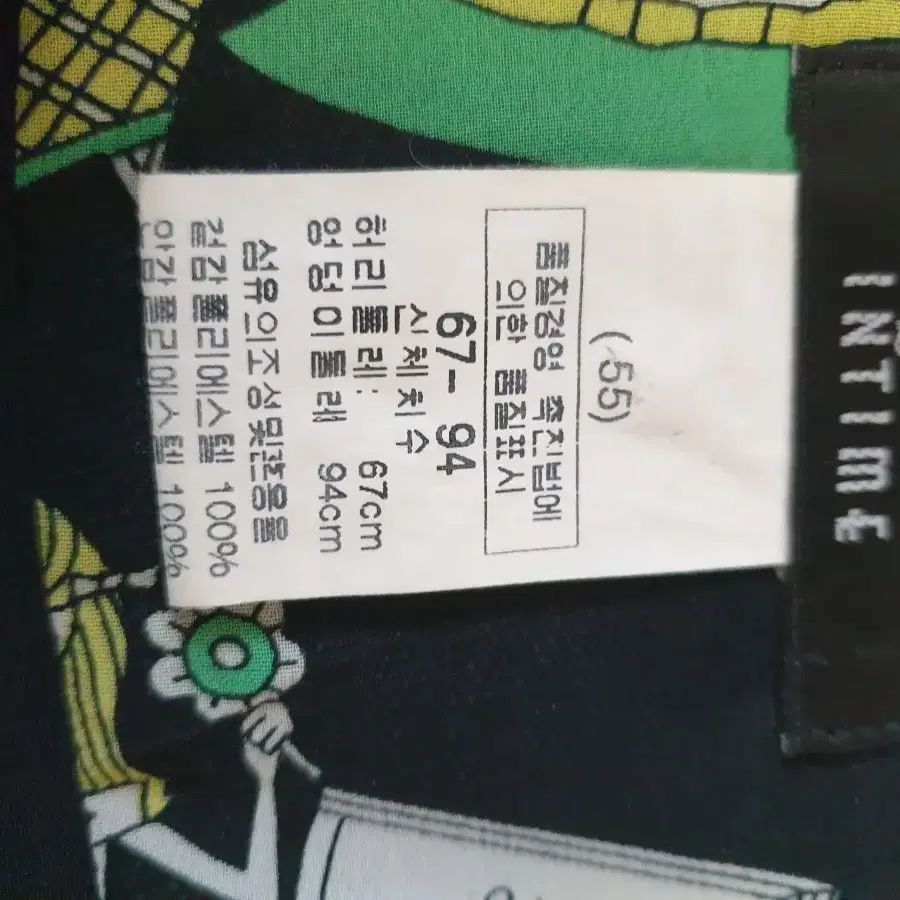 INTIME
(55)
품질경영 촉진법에
의한 품질표시
67- 94
신체치수
허리둘레: 67cm
엉덩이둘레 94cm
섬유의조성및혼용율
겉감폴리에스텔 100%
안감폴리에스텔 100%